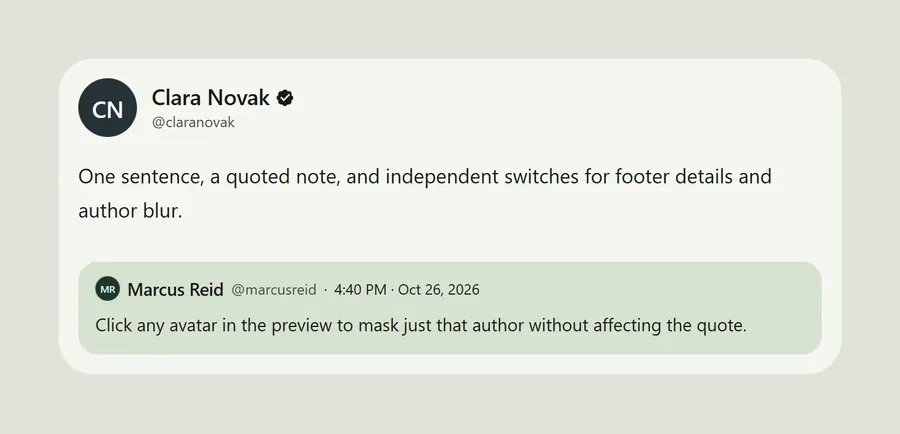 CN
Clara Novak
@claranovak
One sentence, a quoted note, and independent switches for footer details and
author blur.
MR Marcus Reid @marcusreid · 4:40 PM · Oct 26, 2026
Click any avatar in the preview to mask just that author without affecting the quote.